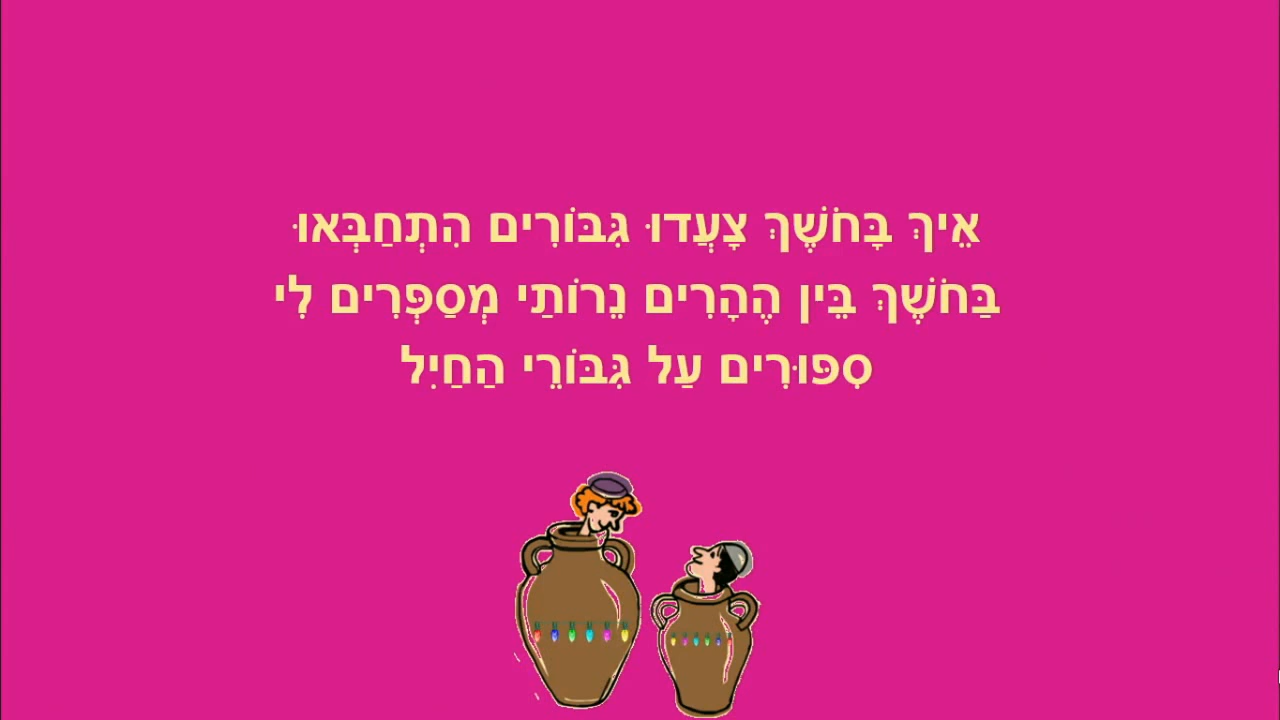 אֵיךְ בָּחֹשֶׁךְ צָעֲדוּ גִּבּוֹרִים הִתְחַבְּאוּ
בַּחֹשֶׁךְ בֵּין הֶהָרִים נֵרוֹתַי מְסַפְּרִים לִי
סִפּוּרִים עַל גִּבּוֹרֵי הַחַיִל